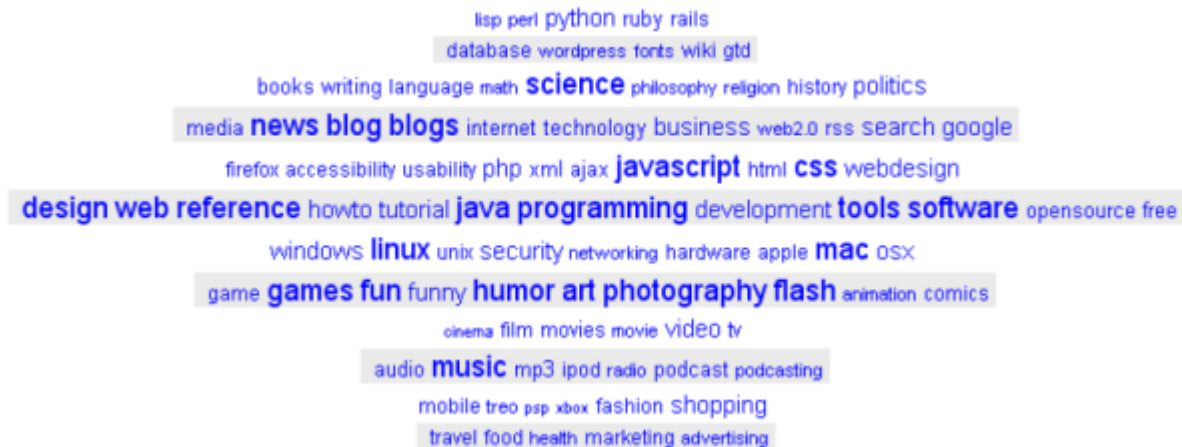 lisp perl python ruby rails
database wordpress fonts wiki gtd
books writing language math science philosophy religion history politics
media news blog blogs internet technology business web2.0 rss search google
firefox accessibility usability php xml ajax javascript html css webdesign
design web reference howto tutorial java programming development tools software opensource free
windows linux unix security networking hardware apple mac osx
game games fun funny humor art photography flash animation comics
cinema film movies movie video tv
audio music mp3 ipod radio podcast podcasting
mobile treo psp xbox fashion shopping
travel food health marketing advertising